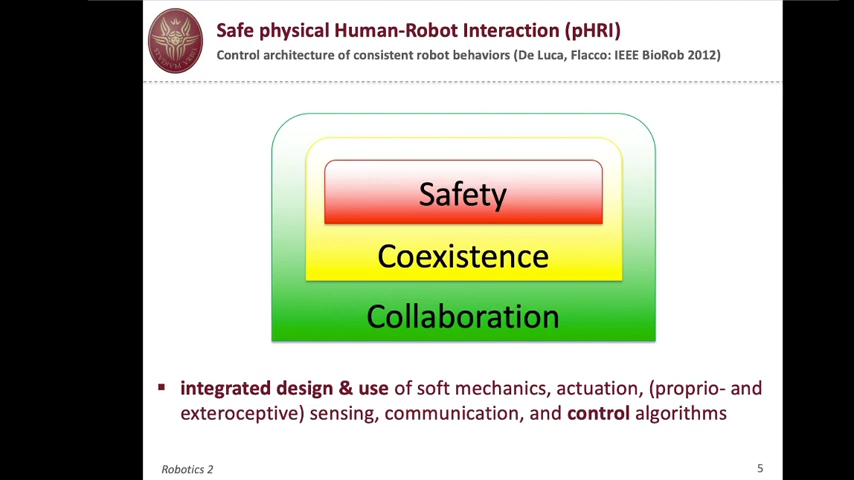 Safe physical Human-Robot Interaction (pHRI)
Control architecture of consistent robot behaviors (De Luca, Flacco: IEEE BioRob 2012)
Safety
Coexistence
Collaboration
▪ integrated design & use of soft mechanics, actuation, (proprio- and
exteroceptive) sensing, communication, and control algorithms
Robotics 2
5